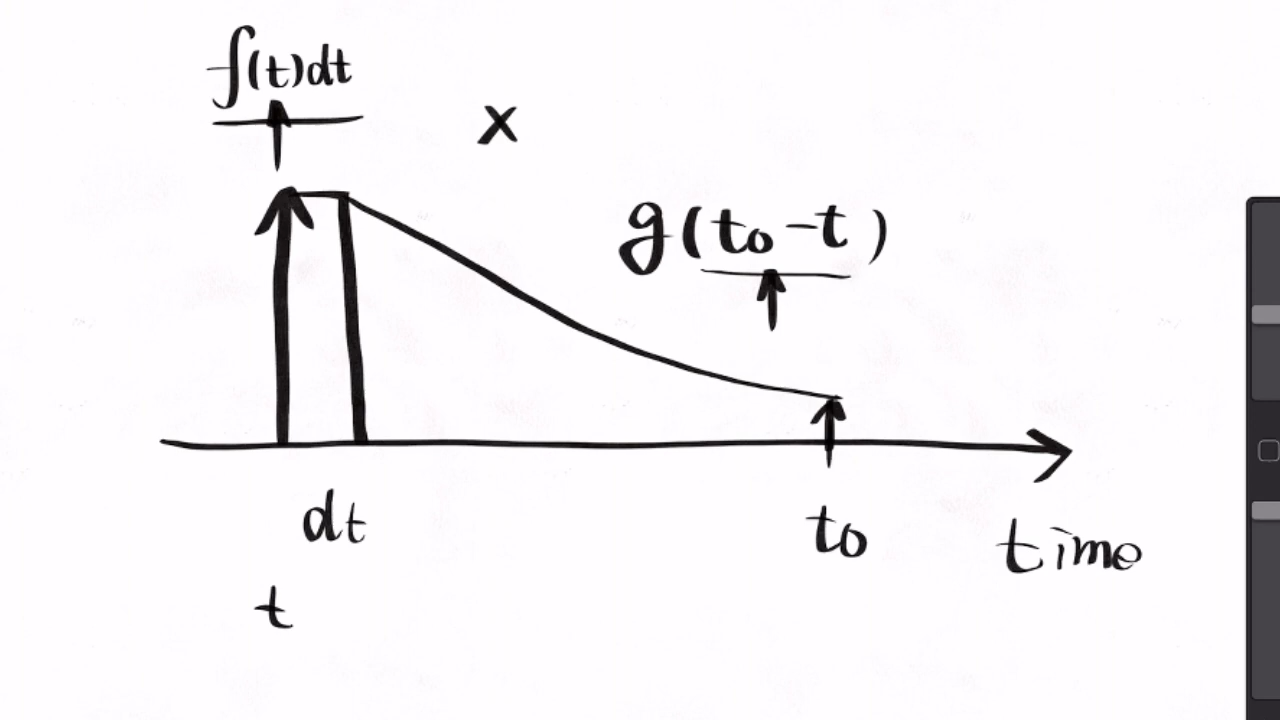 f(t)dt
x
g(t₀-t)
dt
t₀
time
t